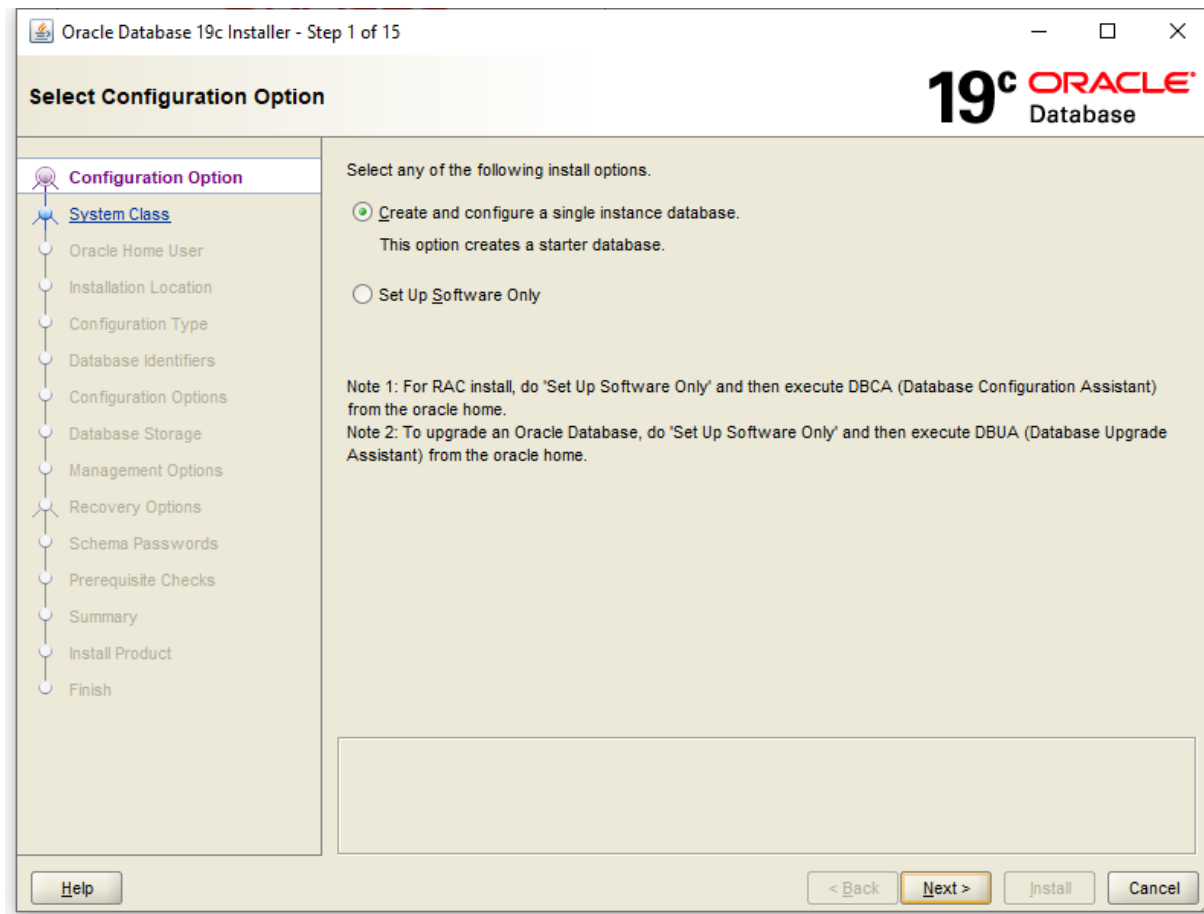 Oracle Database 19c Installer - Step 1 of 15
Select Configuration Option
19c ORACLE
Database
Configuration Option
System Class
Oracle Home User
Installation Location
Configuration Type
Database Identifiers
Configuration Options
Database Storage
Management Options
Recovery Options
Schema Passwords
Prerequisite Checks
Summary
Install Product
Finish
Select any of the following install options.
Create and configure a single instance database.
This option creates a starter database.
Set Up Software Only
Note 1: For RAC install, do 'Set Up Software Only' and then execute DBCA (Database Configuration Assistant)
from the oracle home.
Note 2: To upgrade an Oracle Database, do 'Set Up Software Only' and then execute DBUA (Database Upgrade
Assistant) from the oracle home.
Help
< Back
Next >
Install
Cancel